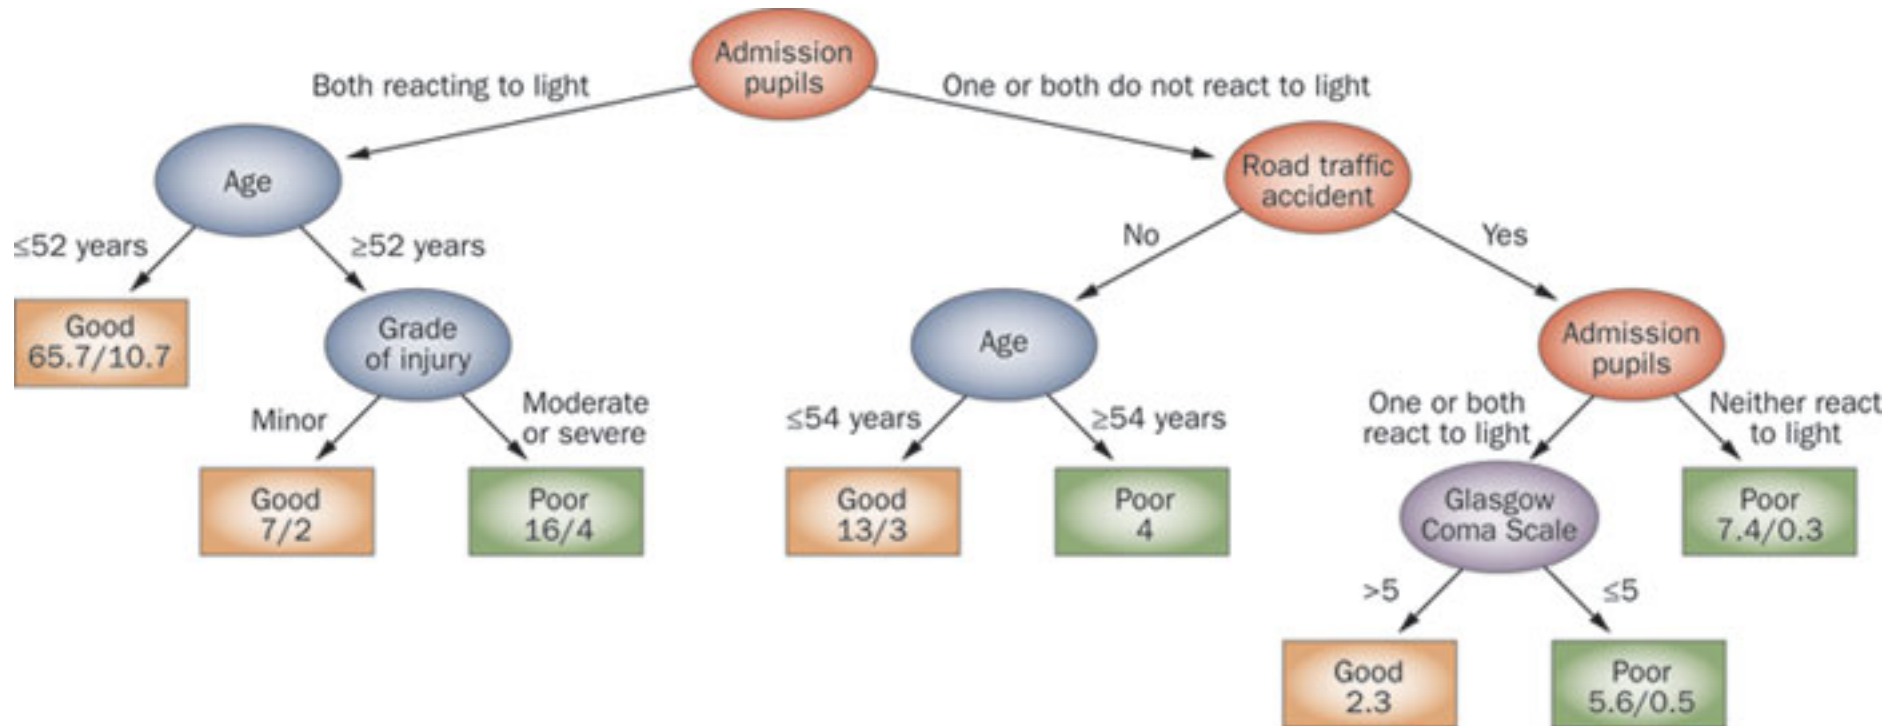 Admission
pupils
Both reacting to light
One or both do not react to light
Age
Road traffic
accident
≤52 years
≥52 years
No
Yes
Good
65.7/10.7
Grade
of injury
Age
Admission
pupils
Minor
Moderate
or severe
≤54 years
≥54 years
One or both
react to light
Neither react
to light
Good
7/2
Poor
16/4
Good
13/3
Poor
4
Glasgow
Coma Scale
Poor
7.4/0.3
>5
≤5
Good
2.3
Poor
5.6/0.5